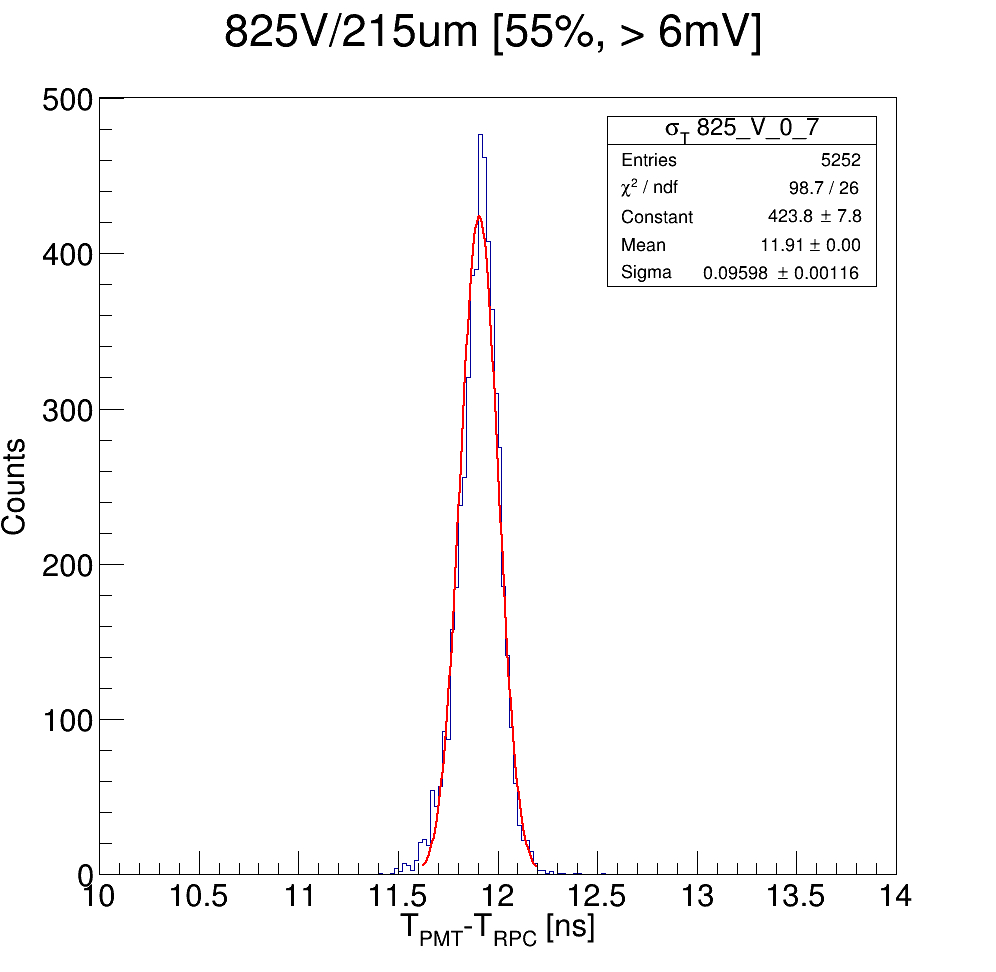 825V/215um [55%, > 6mV]
σT 825_V_0_7
Entries 5252
χ² / ndf 98.7 / 26
Constant 423.8 ± 7.8
Mean 11.91 ± 0.00
Sigma 0.09598 ± 0.00116
500
400
300
200
100
0
Counts
10 10.5 11 11.5 12 12.5 13 13.5 14
TPMT-TRPC [ns]